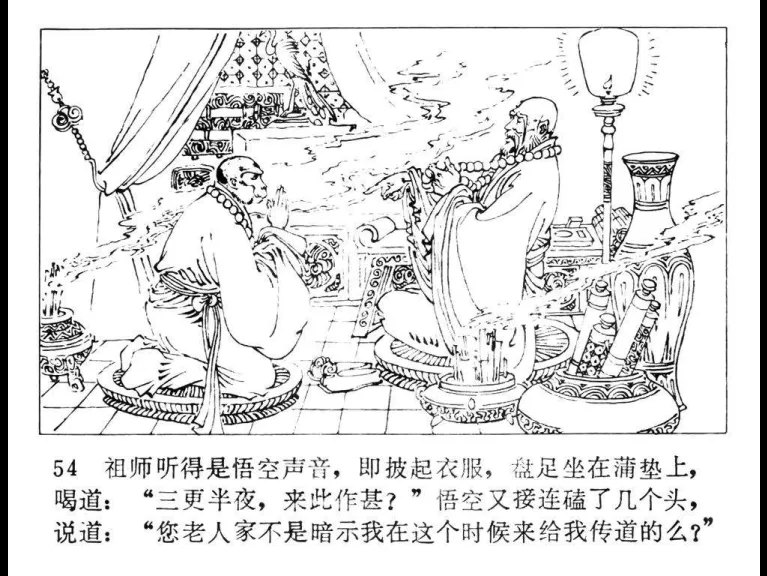 54 祖师听得是悟空声音，即披起衣服，盘足坐在蒲垫上，
喝道：“三更半夜，来此作甚？”悟空又接连磕了几个头，
说道：“您老人家不是暗示我在这个时候来给我传道的么？”